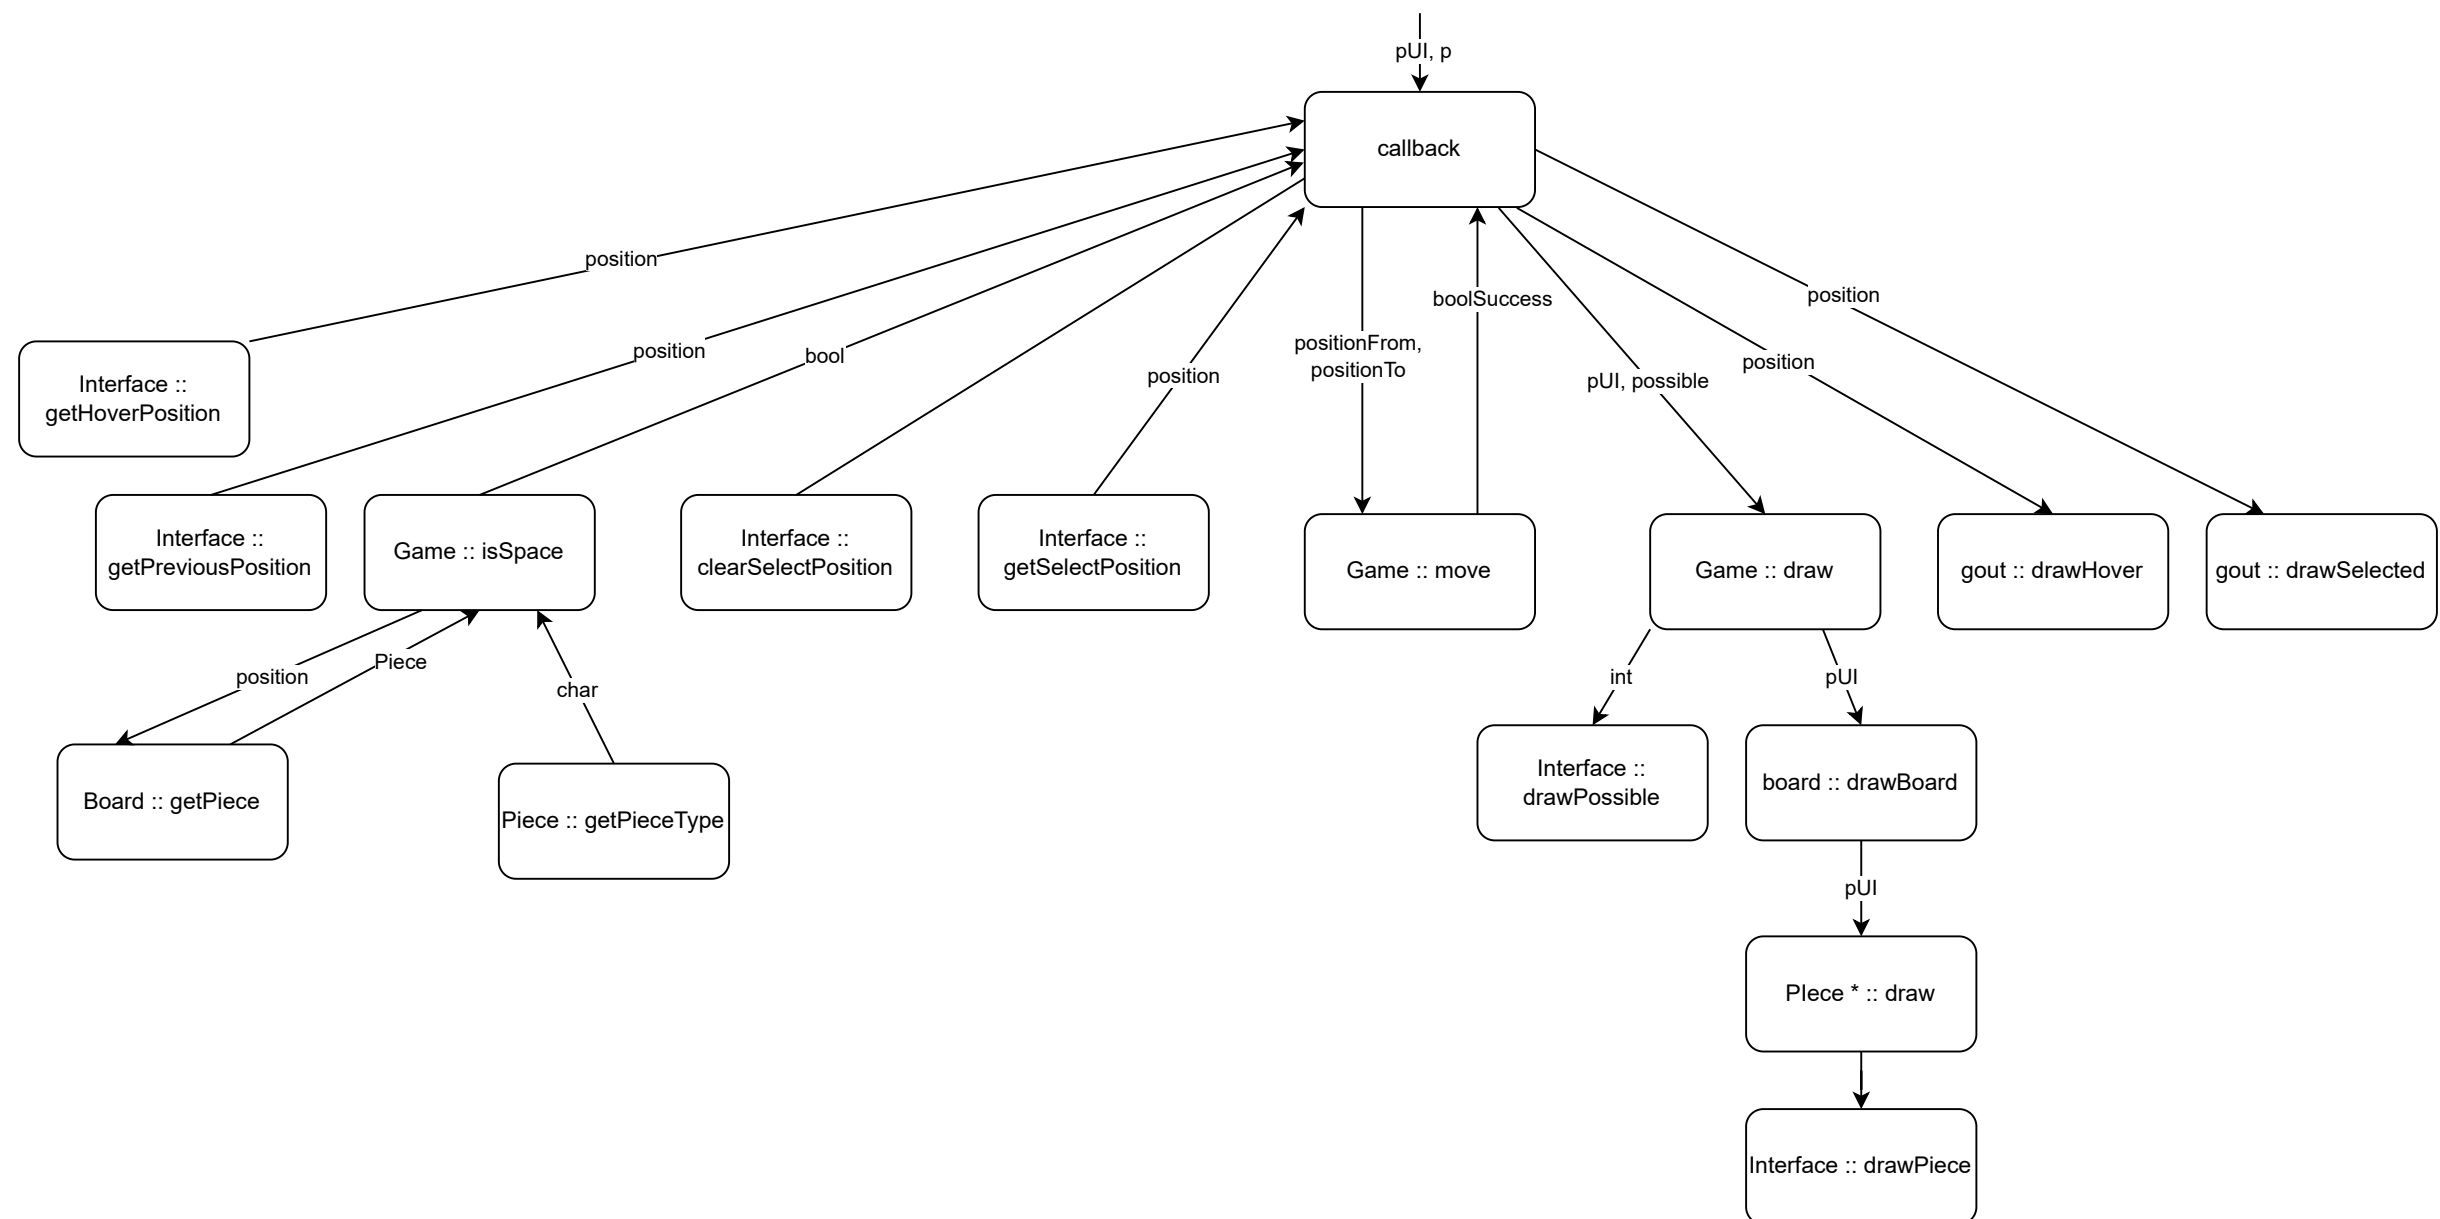 pUI, p
callback
position
position
position
boolSuccess
positionFrom,
positionTo
position
bool
position
position
pUI, possible
Interface ::
getHoverPosition
Interface ::
getPreviousPosition
Game :: isSpace
Interface ::
clearSelectPosition
Interface ::
getSelectPosition
Game :: move
Game :: draw
gout :: drawHover
gout :: drawSelected
position
Piece
char
int
pUI
Board :: getPiece
Piece :: getPieceType
Interface ::
drawPossible
board :: drawBoard
pUI
PIece * :: draw
Interface :: drawPiece